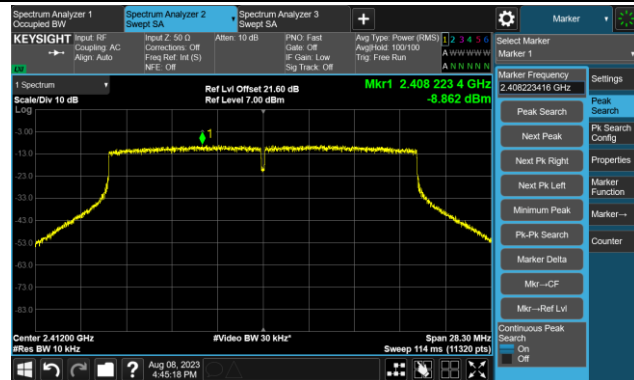 Spectrum Analyzer 1
Occupied BW
Spectrum Analyzer 2
Swept SA
Spectrum Analyzer 3
Swept SA
Marker
KEYSIGHT
Input: RF
Coupling: AC
Align: Auto
Input Z: 50 Ω
Corrections: Off
Freq Ref: Int (S)
NFE: Off
Atten: 10 dB
PNO: Fast
Gate: Off
IF Gain: Low
Sig Track: Off
Avg Type: Power (RMS)
Avg|Hold: 100/100
Trig: Free Run
1 2 3 4 5 6
A W W W W W
A N N N N N
Select Marker
Marker 1
1 Spectrum
Scale/Div 10 dB
Log
Ref Lvl Offset 21.60 dB
Ref Level 7.00 dBm
Mkr1 2.408 223 4 GHz
-8.862 dBm
1
-3.00
-13.0
-23.0
-33.0
-43.0
-53.0
-63.0
-73.0
-83.0
Center 2.41200 GHz
#Res BW 10 kHz
#Video BW 30 kHz*
Span 28.30 MHz
Sweep 114 ms (11320 pts)
Marker Frequency
2.408223416 GHz
Peak Search
Next Peak
Next Pk Right
Next Pk Left
Minimum Peak
Pk-Pk Search
Marker Delta
Mkr→CF
Mkr→Ref Lvl
Continuous Peak
Search
On
Off
Settings
Peak
Search
Pk Search
Config
Properties
Marker
Function
Marker→
Counter
Aug 08, 2023
4:45:18 PM